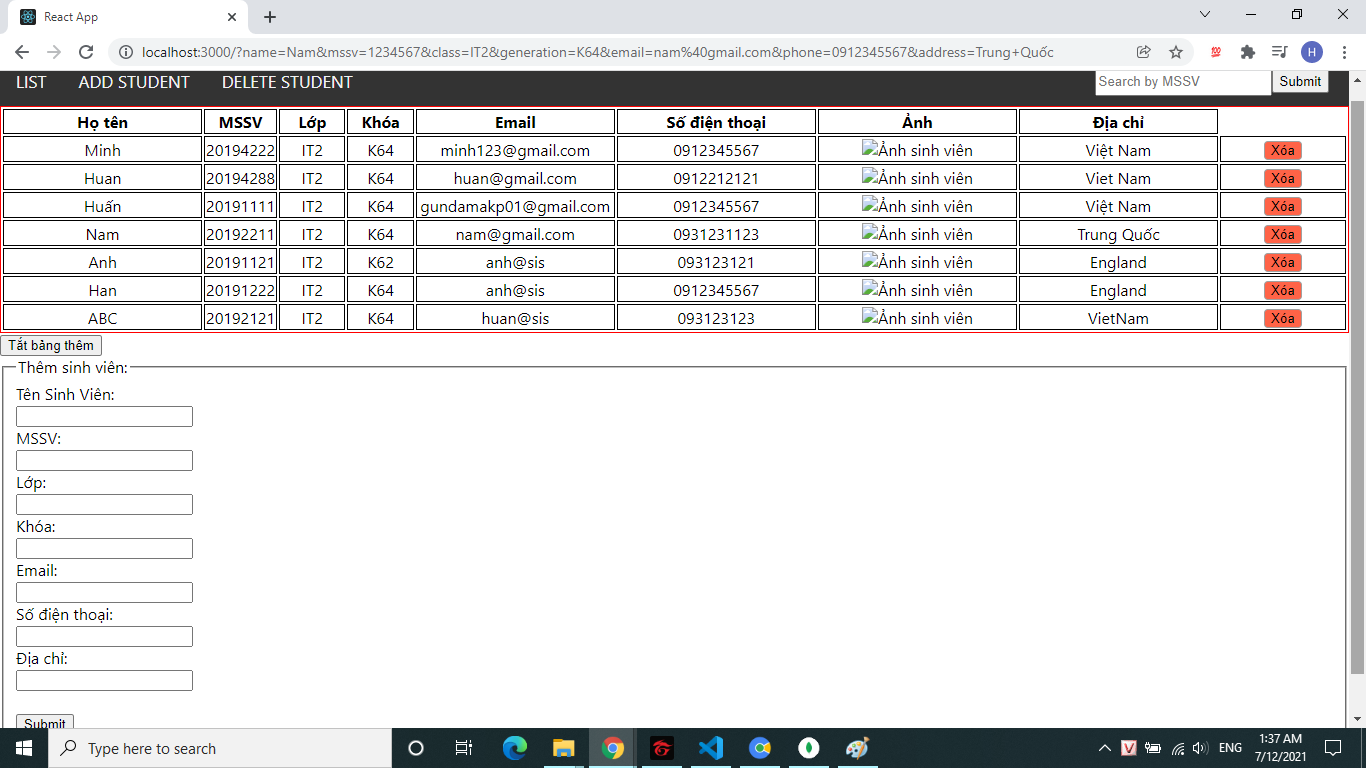 React App
localhost:3000/?name=Nam&mssv=1234567&class=IT2&generation=K64&email=nam%40gmail.com&phone=0912345567&address=Trung+Quốc
H
LIST ADD STUDENT DELETE STUDENT Search by MSSV Submit
Họ tên MSSV Lớp Khóa Email Số điện thoại Ảnh Địa chỉ
Minh 20194222 IT2 K64 minh123@gmail.com 0912345567 Ảnh sinh viên Việt Nam Xóa
Huan 20194288 IT2 K64 huan@gmail.com 0912212121 Ảnh sinh viên Viet Nam Xóa
Huấn 20191111 IT2 K64 gundamakp01@gmail.com 0912345567 Ảnh sinh viên Việt Nam Xóa
Nam 20192211 IT2 K64 nam@gmail.com 0931231123 Ảnh sinh viên Trung Quốc Xóa
Anh 20191121 IT2 K62 anh@sis 093123121 Ảnh sinh viên England Xóa
Han 20191222 IT2 K64 anh@sis 0912345567 Ảnh sinh viên England Xóa
ABC 20192121 IT2 K64 huan@sis 093123123 Ảnh sinh viên VietNam Xóa
Tắt bảng thêm
Thêm sinh viên:
Tên Sinh Viên:
MSSV:
Lớp:
Khóa:
Email:
Số điện thoại:
Địa chỉ:
Submit
Type here to search
V
ENG
1:37 AM
7/12/2021